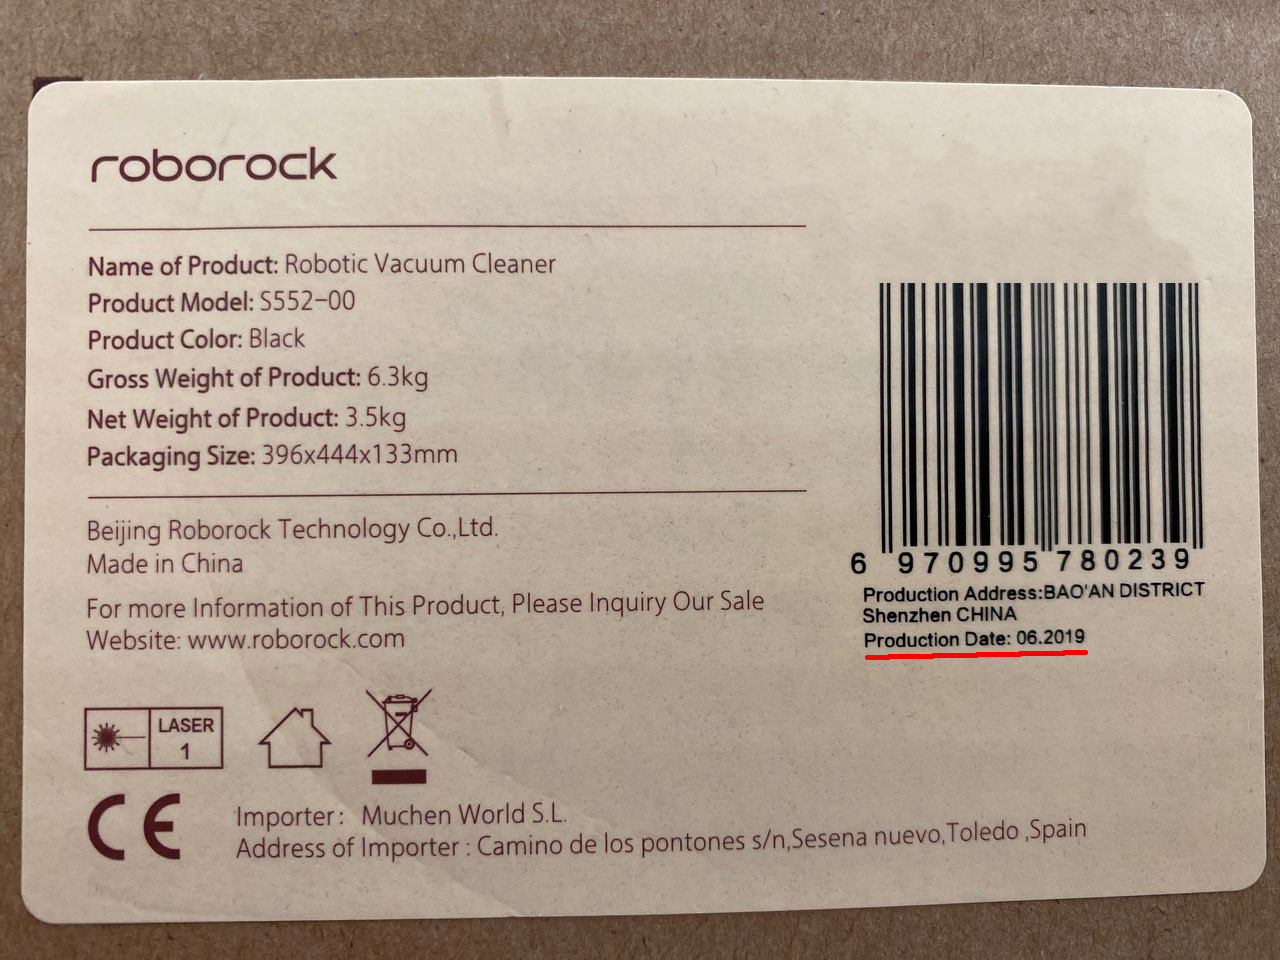 roborock
Name of Product: Robotic Vacuum Cleaner
Product Model: S552-00
Product Color: Black
Gross Weight of Product: 6.3kg
Net Weight of Product: 3.5kg
Packaging Size: 396x444x133mm
Beijing Roborock Technology Co.,Ltd.
Made in China
For more Information of This Product, Please Inquiry Our Sale
Website: www.roborock.com
6 970995 780239
Production Address:BAO'AN DISTRICT
Shenzhen CHINA
Production Date: 06.2019
LASER
1
CE
Importer: Muchen World S.L.
Address of Importer : Camino de los pontones s/n,Sesena nuevo,Toledo ,Spain